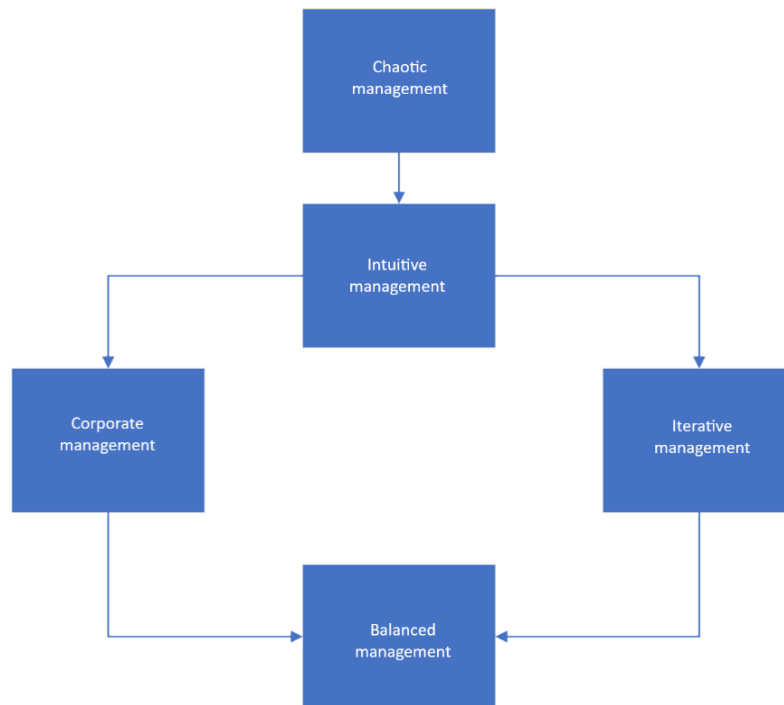 Chaotic
management
Intuitive
management
Corporate
management
Iterative
management
Balanced
management